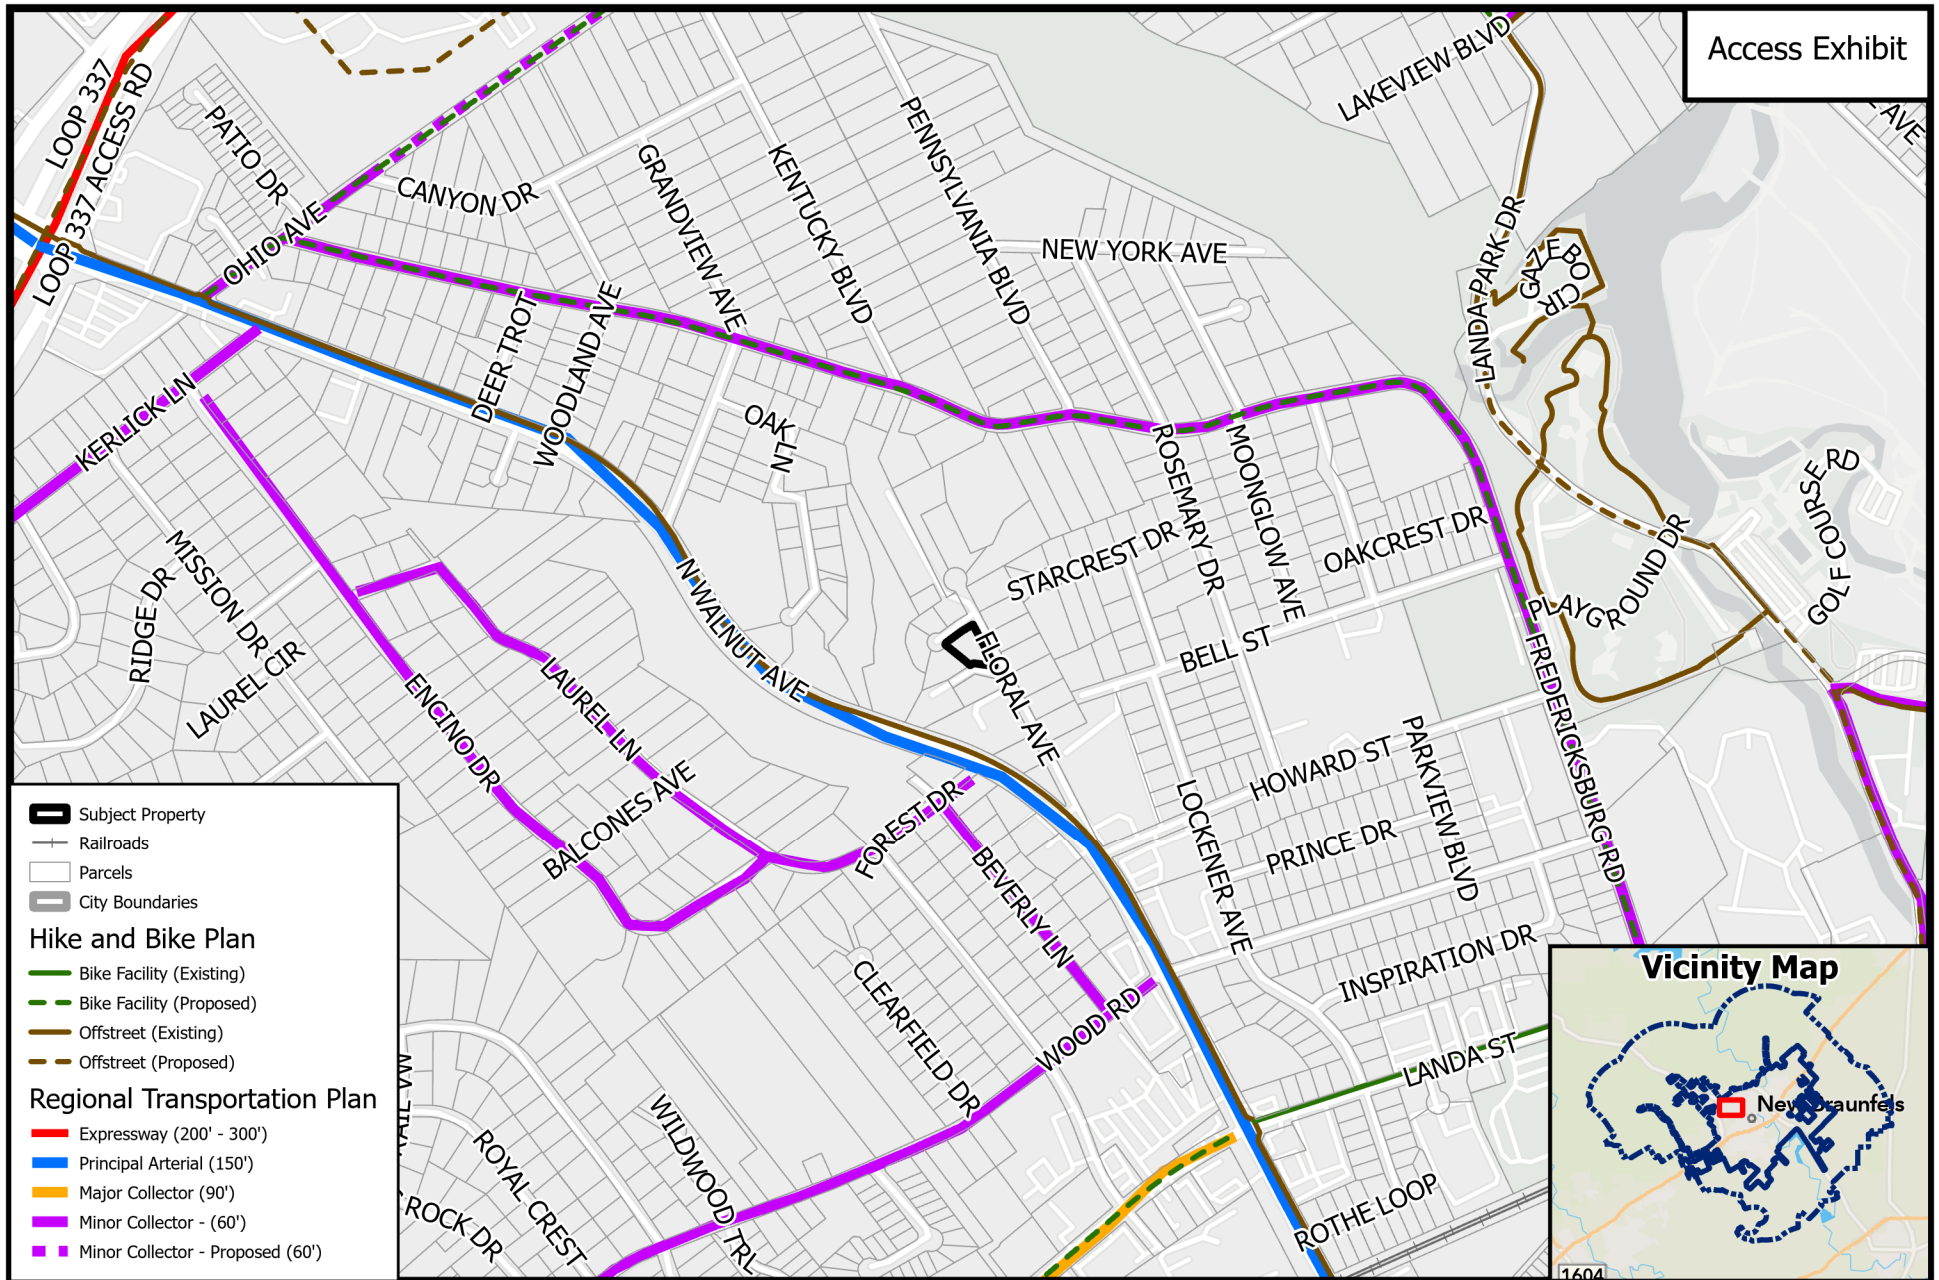 Access Exhibit
LOOP 337
LOOP 337 ACCESS RD
PATIO DR
OHIO AVE
CANYON DR
GRANDVIEW AVE
KENTUCKY BLVD
PENNSYLVANIA BLVD
NEW YORK AVE
LAKEVIEW BLVD
LANDA PARK DR
GAZEBO CIR
AVE
DEER TROT
WOODLAND AVE
OAK LN
KERLICK LN
MISSION DR
RIDGE DR
LAUREL CIR
ENCINO DR
LAUREL LN
BALCONES AVE
N WALNUT AVE
FLORAL AVE
STARCREST DR
ROSEMARY DR
MOONGLOW AVE
OAKCREST DR
BELL ST
PLAYGROUND DR
GOLF COURSE RD
FREDERICKSBURG RD
HOWARD ST
PARKVIEW BLVD
PRINCE DR
LOCKENER AVE
INSPIRATION DR
LANDA ST
ROTHE LOOP
FOREST DR
BEVERLY LN
WOOD RD
CLEARFIELD DR
WILDWOOD TRL
ROYAL CREST
ROCK DR
VW
Subject Property
Railroads
Parcels
City Boundaries
Hike and Bike Plan
Bike Facility (Existing)
Bike Facility (Proposed)
Offstreet (Existing)
Offstreet (Proposed)
Regional Transportation Plan
Expressway (200' - 300')
Principal Arterial (150')
Major Collector (90')
Minor Collector - (60')
Minor Collector - Proposed (60')
Vicinity Map
New Braunfels
1604